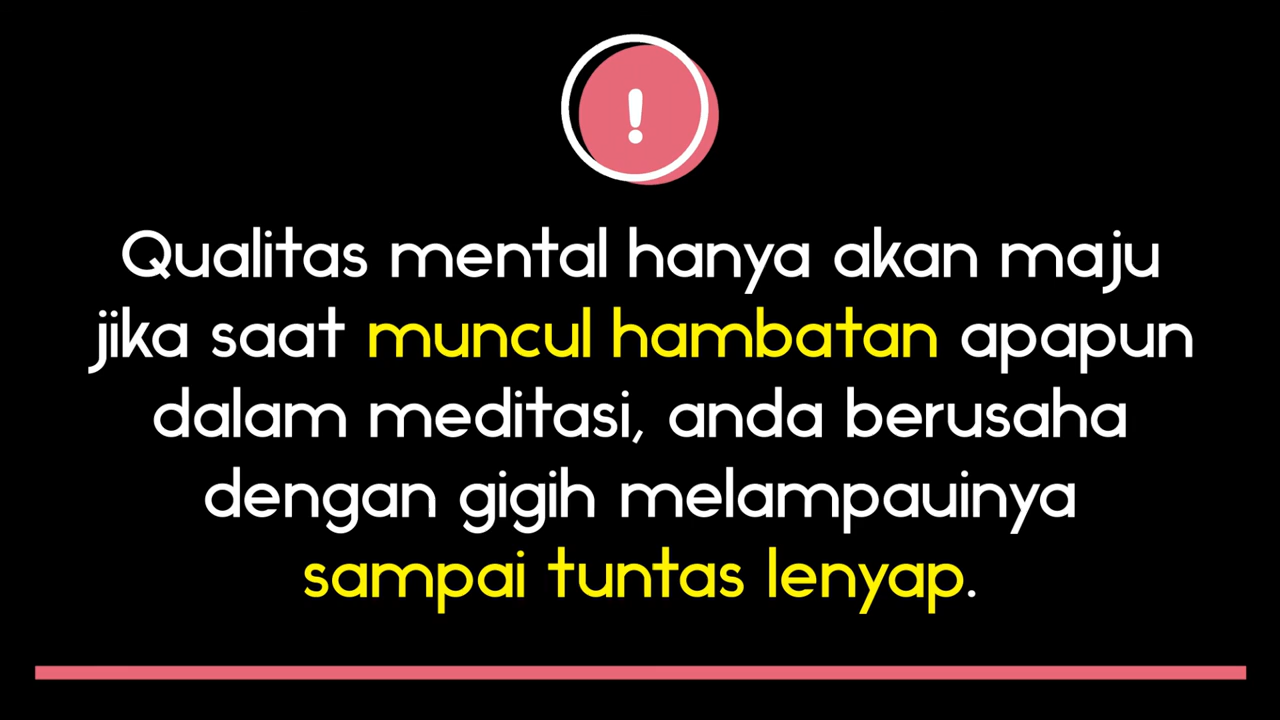 !
Qualitas mental hanya akan maju
jika saat muncul hambatan apapun
dalam meditasi, anda berusaha
dengan gigih melampauinya
sampai tuntas lenyap.